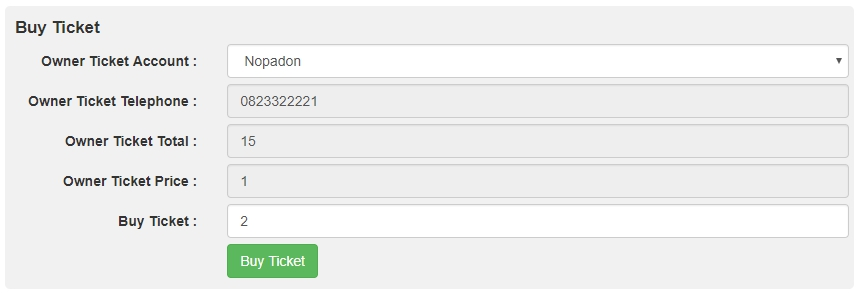 Buy Ticket
Owner Ticket Account : Nopadon
Owner Ticket Telephone : 0823322221
Owner Ticket Total : 15
Owner Ticket Price : 1
Buy Ticket : 2
Buy Ticket